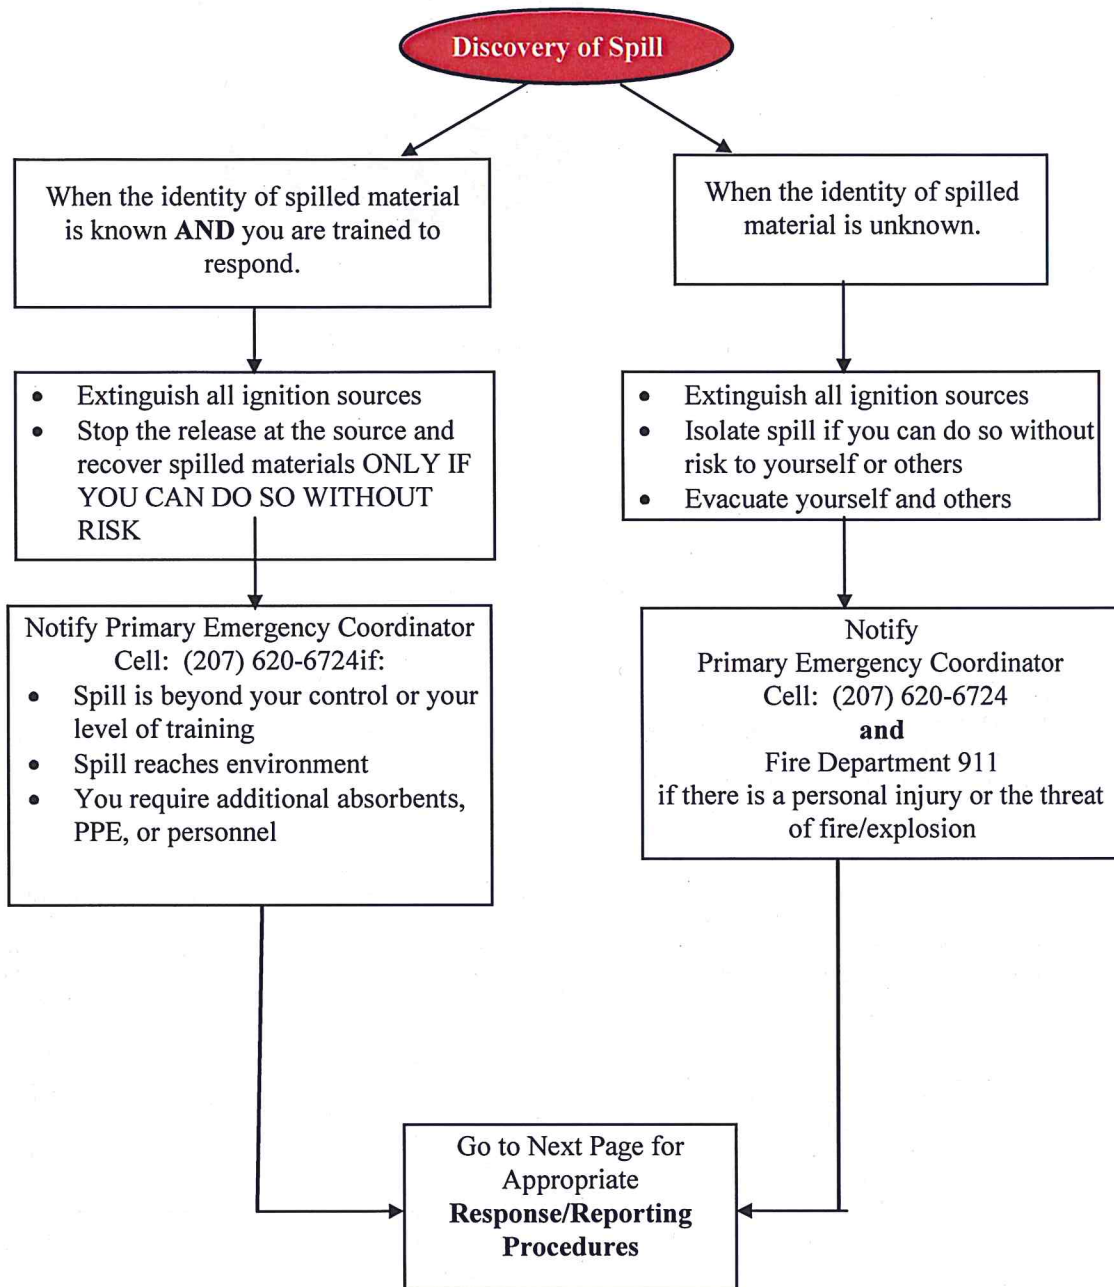 Discovery of Spill
When the identity of spilled material
is known AND you are trained to
respond.
When the identity of spilled
material is unknown.
• Extinguish all ignition sources
• Stop the release at the source and
recover spilled materials ONLY IF
YOU CAN DO SO WITHOUT
RISK
• Extinguish all ignition sources
• Isolate spill if you can do so without
risk to yourself or others
• Evacuate yourself and others
Notify Primary Emergency Coordinator
Cell: (207) 620-6724if:
• Spill is beyond your control or your
level of training
• Spill reaches environment
• You require additional absorbents,
PPE, or personnel
Notify
Primary Emergency Coordinator
Cell: (207) 620-6724
and
Fire Department 911
if there is a personal injury or the threat
of fire/explosion
Go to Next Page for
Appropriate
Response/Reporting
Procedures